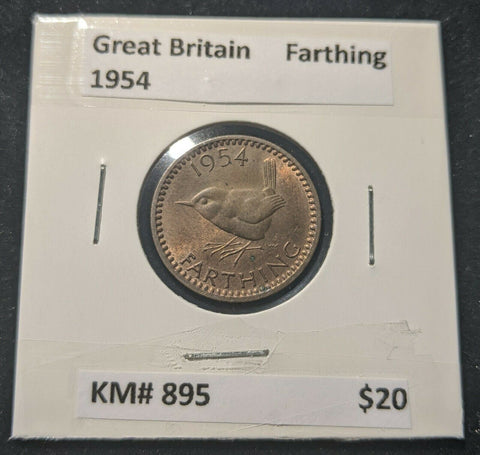 Great Britain Farthing
1954
1954
FARTHING
KM# 895 $20